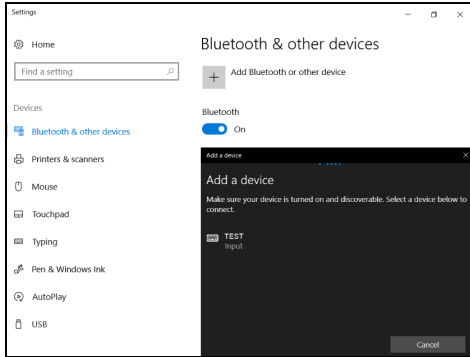 Settings
Home
Find a setting
Devices
Bluetooth & other devices
Printers & scanners
Mouse
Touchpad
Typing
Pen & Windows Ink
AutoPlay
USB
Bluetooth & other devices
Add Bluetooth or other device
Bluetooth
On
Add a device
Add a device
Make sure your device is turned on and discoverable. Select a device below to
connect.
TEST
Input
Cancel